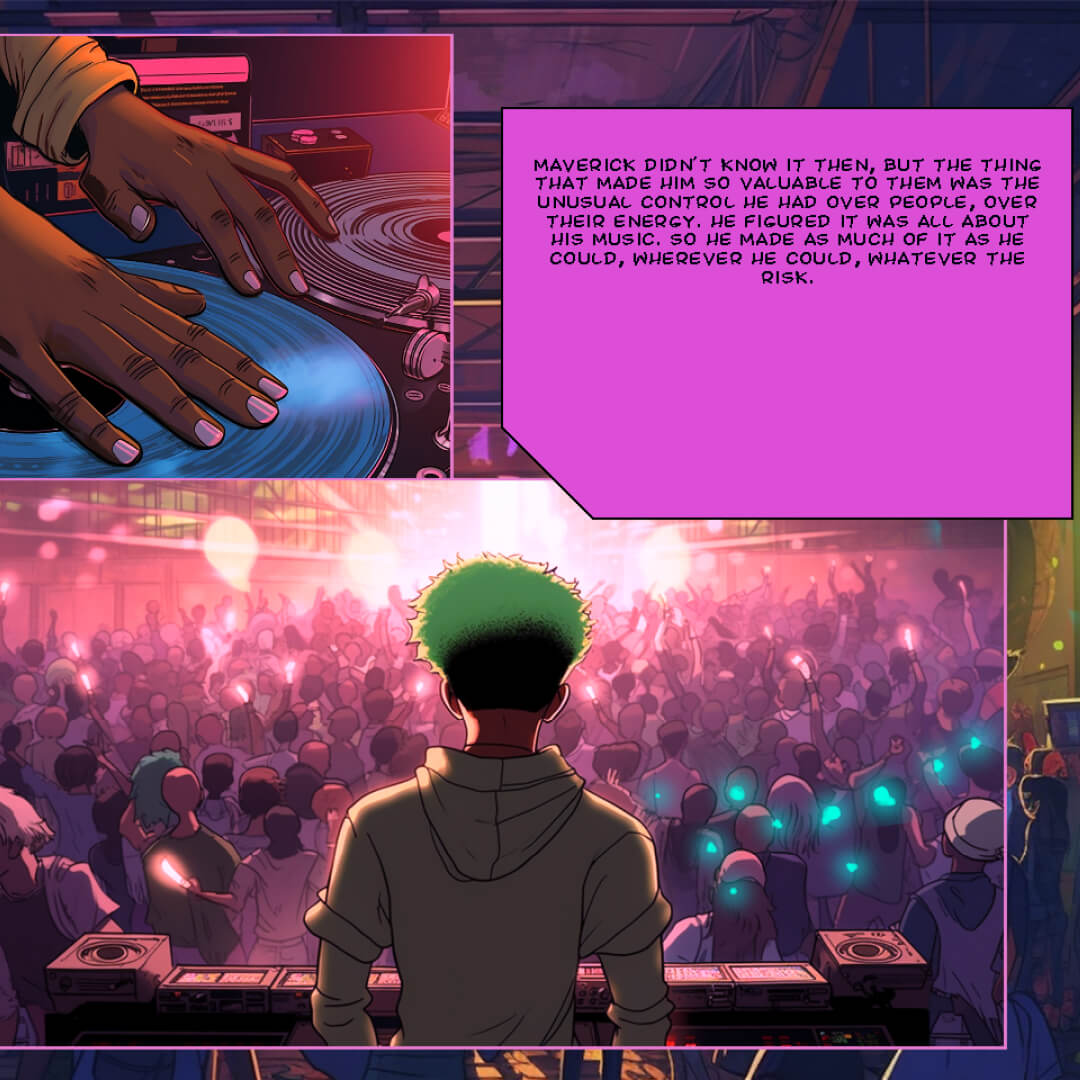 MAVERICK DIDN'T KNOW IT THEN, BUT THE THING
THAT MADE HIM SO VALUABLE TO THEM WAS THE
UNUSUAL CONTROL HE HAD OVER PEOPLE, OVER
THEIR ENERGY. HE FIGURED IT WAS ALL ABOUT
HIS MUSIC. SO HE MADE AS MUCH OF IT AS HE
COULD, WHEREVER HE COULD, WHATEVER THE
RISK.